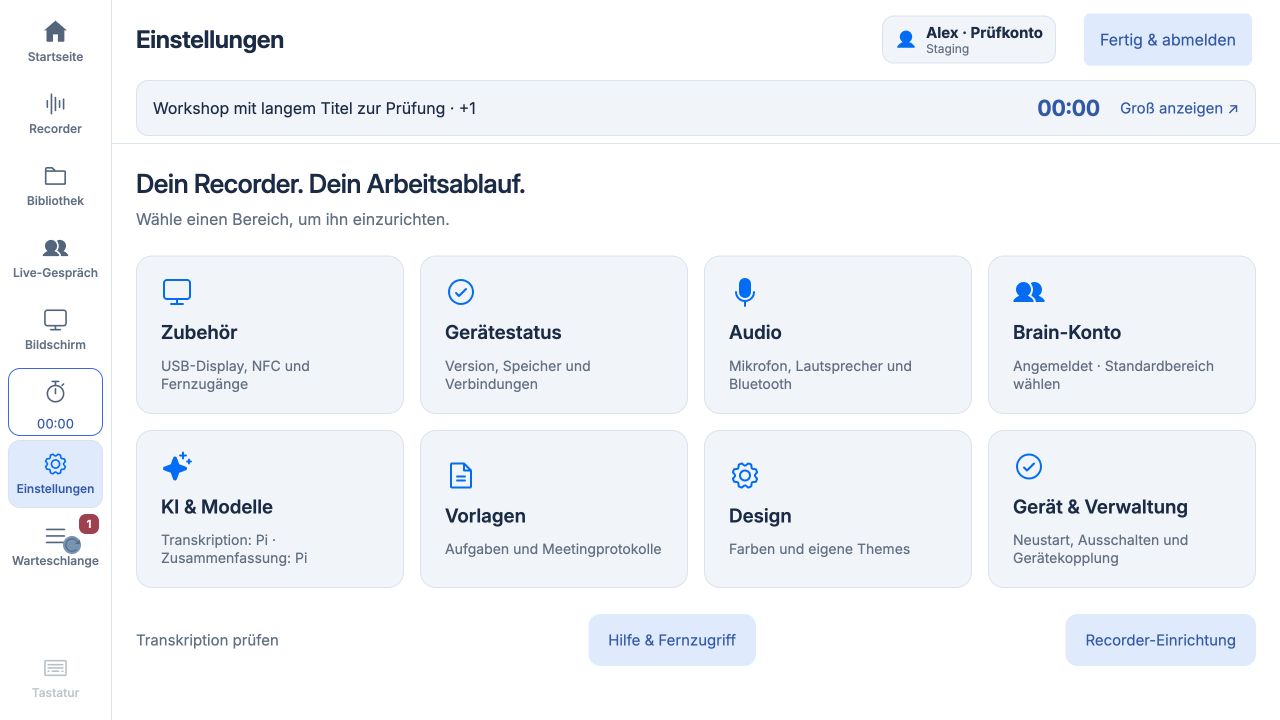 Startseite
Recorder
Bibliothek
Live-Gespräch
Bildschirm
00:00
Einstellungen
1
Warteschlange
Tastatur
Einstellungen
Alex · Prüfkonto
Staging
Fertig & abmelden
Workshop mit langem Titel zur Prüfung · +1
00:00
Groß anzeigen ↗
Dein Recorder. Dein Arbeitsablauf.
Wähle einen Bereich, um ihn einzurichten.
Zubehör
USB-Display, NFC und
Fernzugänge
Gerätestatus
Version, Speicher und
Verbindungen
Audio
Mikrofon, Lautsprecher und
Bluetooth
Brain-Konto
Angemeldet · Standardbereich
wählen
KI & Modelle
Transkription: Pi ·
Zusammenfassung: Pi
Vorlagen
Aufgaben und Meetingprotokolle
Design
Farben und eigene Themes
Gerät & Verwaltung
Neustart, Ausschalten und
Gerätekopplung
Transkription prüfen
Hilfe & Fernzugriff
Recorder-Einrichtung